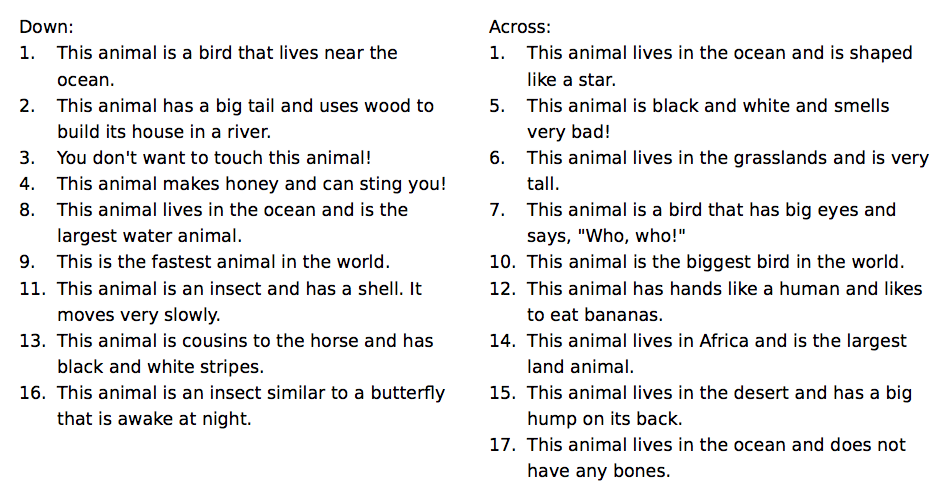 Down:
1. This animal is a bird that lives near the
ocean.
2. This animal has a big tail and uses wood to
build its house in a river.
3. You don't want to touch this animal!
4. This animal makes honey and can sting you!
8. This animal lives in the ocean and is the
largest water animal.
9. This is the fastest animal in the world.
11. This animal is an insect and has a shell. It
moves very slowly.
13. This animal is cousins to the horse and has
black and white stripes.
16. This animal is an insect similar to a butterfly
that is awake at night.
Across:
1. This animal lives in the ocean and is shaped
like a star.
5. This animal is black and white and smells
very bad!
6. This animal lives in the grasslands and is very
tall.
7. This animal is a bird that has big eyes and
says, "Who, who!"
10. This animal is the biggest bird in the world.
12. This animal has hands like a human and likes
to eat bananas.
14. This animal lives in Africa and is the largest
land animal.
15. This animal lives in the desert and has a big
hump on its back.
17. This animal lives in the ocean and does not
have any bones.